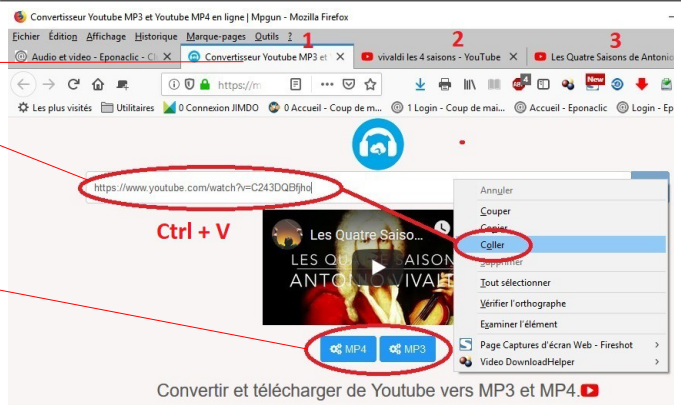 Convertisseur Youtube MP3 et Youtube MP4 en ligne | Mpgun - Mozilla Firefox
Fichier Édition Affichage Historique Marque-pages Outils ?
1 2 3
Audio et video - Eponaclic - Cl Convertisseur Youtube MP3 et vivaldi les 4 saisons - YouTube Les Quatre Saisons de Antonio
https://m
4 New
Les plus visités Utilitaires 0 Connexion JIMDO 0 Accueil - Coup de m... 1 Login - Coup de mai... Accueil - Eponaclic Login - Ep
https://www.youtube.com/watch?v=C243DQBfjho
Ctrl + V
Les Quatre Saiso...
LES QUATRE SAISON
ANTONIO VIVAL
Annuler
Couper
Copier
Coller
Supprimer
Tout sélectionner
Vérifier l'orthographe
Examiner l'élément
Page Captures d'écran Web - Fireshot
Video DownloadHelper
MP4 MP3
Convertir et télécharger de Youtube vers MP3 et MP4.